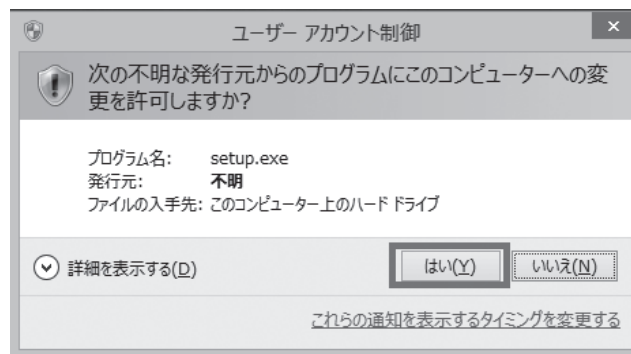 ユーザー アカウント制御
次の不明な発行元からのプログラムにこのコンピューターへの変
更を許可しますか?
プログラム名: setup.exe
発行元: 不明
ファイルの入手先: このコンピューター上のハード ドライブ
詳細を表示する(D) はい(Y) いいえ(N)
これらの通知を表示するタイミングを変更する